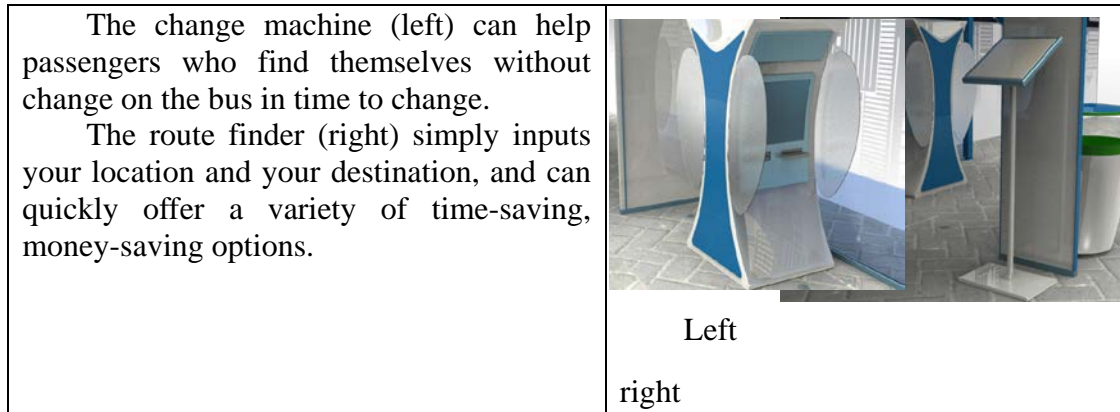 The change machine (left) can help
passengers who find themselves without
change on the bus in time to change.
The route finder (right) simply inputs
your location and your destination, and can
quickly offer a variety of time-saving,
money-saving options.
Left
right